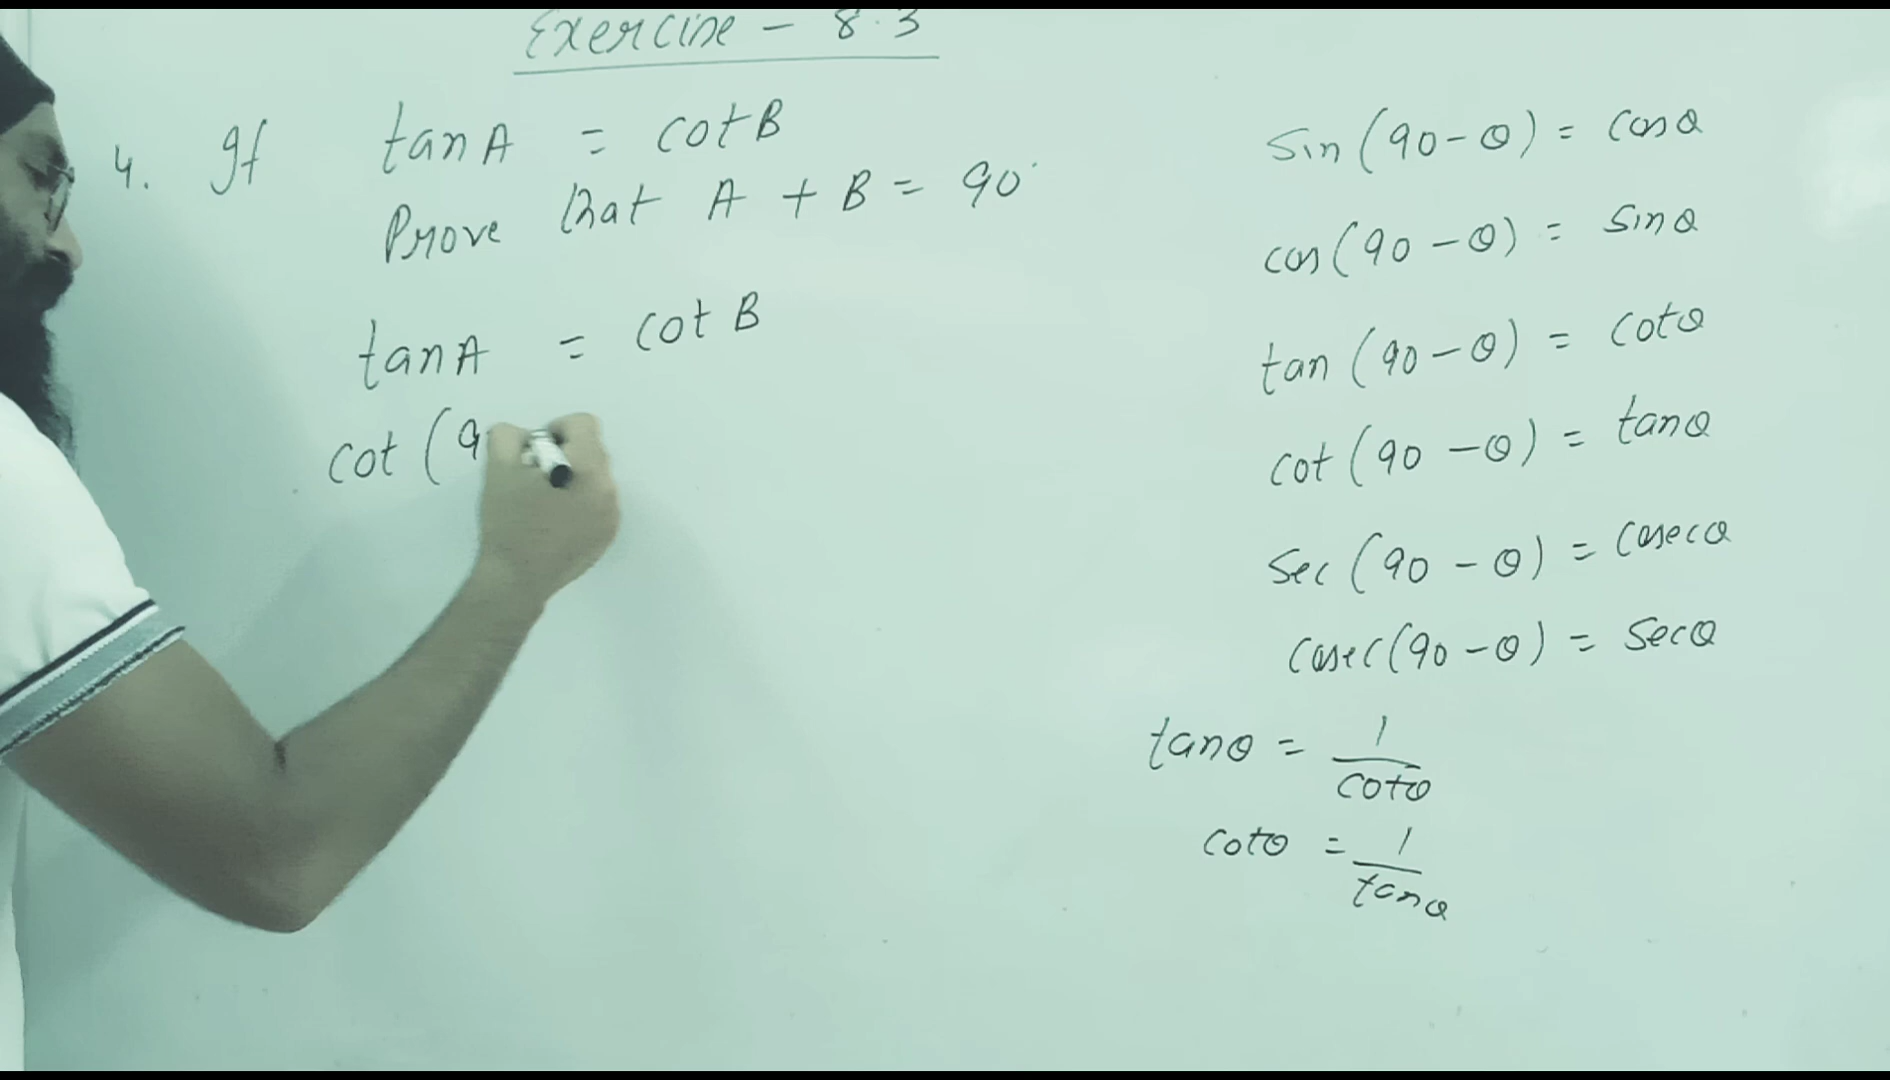 Exercise - 8.3
4. If tan A = cot B
Prove that A + B = 90°
tan A = cot B
cot (9
sin (90 - θ) = cos θ
cos (90 - θ) = sin θ
tan (90 - θ) = cot θ
cot (90 - θ) = tan θ
sec (90 - θ) = cosec θ
cosec (90 - θ) = sec θ
tan θ = 1/cot θ
cot θ = 1/tan θ